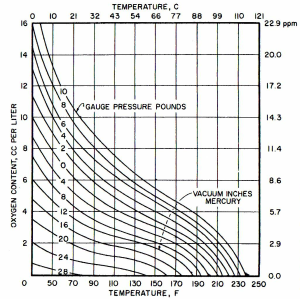 TEMPERATURE, C
0 10 21 32 43 54 66 77 88 99 110 121
16 22.9 ppm
14 20.0
12 17.2
10 14.3
8 11.4
6 8.6
4 5.7
2 2.9
0.0
OXYGEN CONTENT, CC PER LITER
10
8
GAUGE PRESSURE POUNDS
6
4
2
0
4
8
12
16
20
24
28
VACUUM INCHES
MERCURY
0 50 70 90 110 130 150 170 190 210 230 250
TEMPERATURE, F